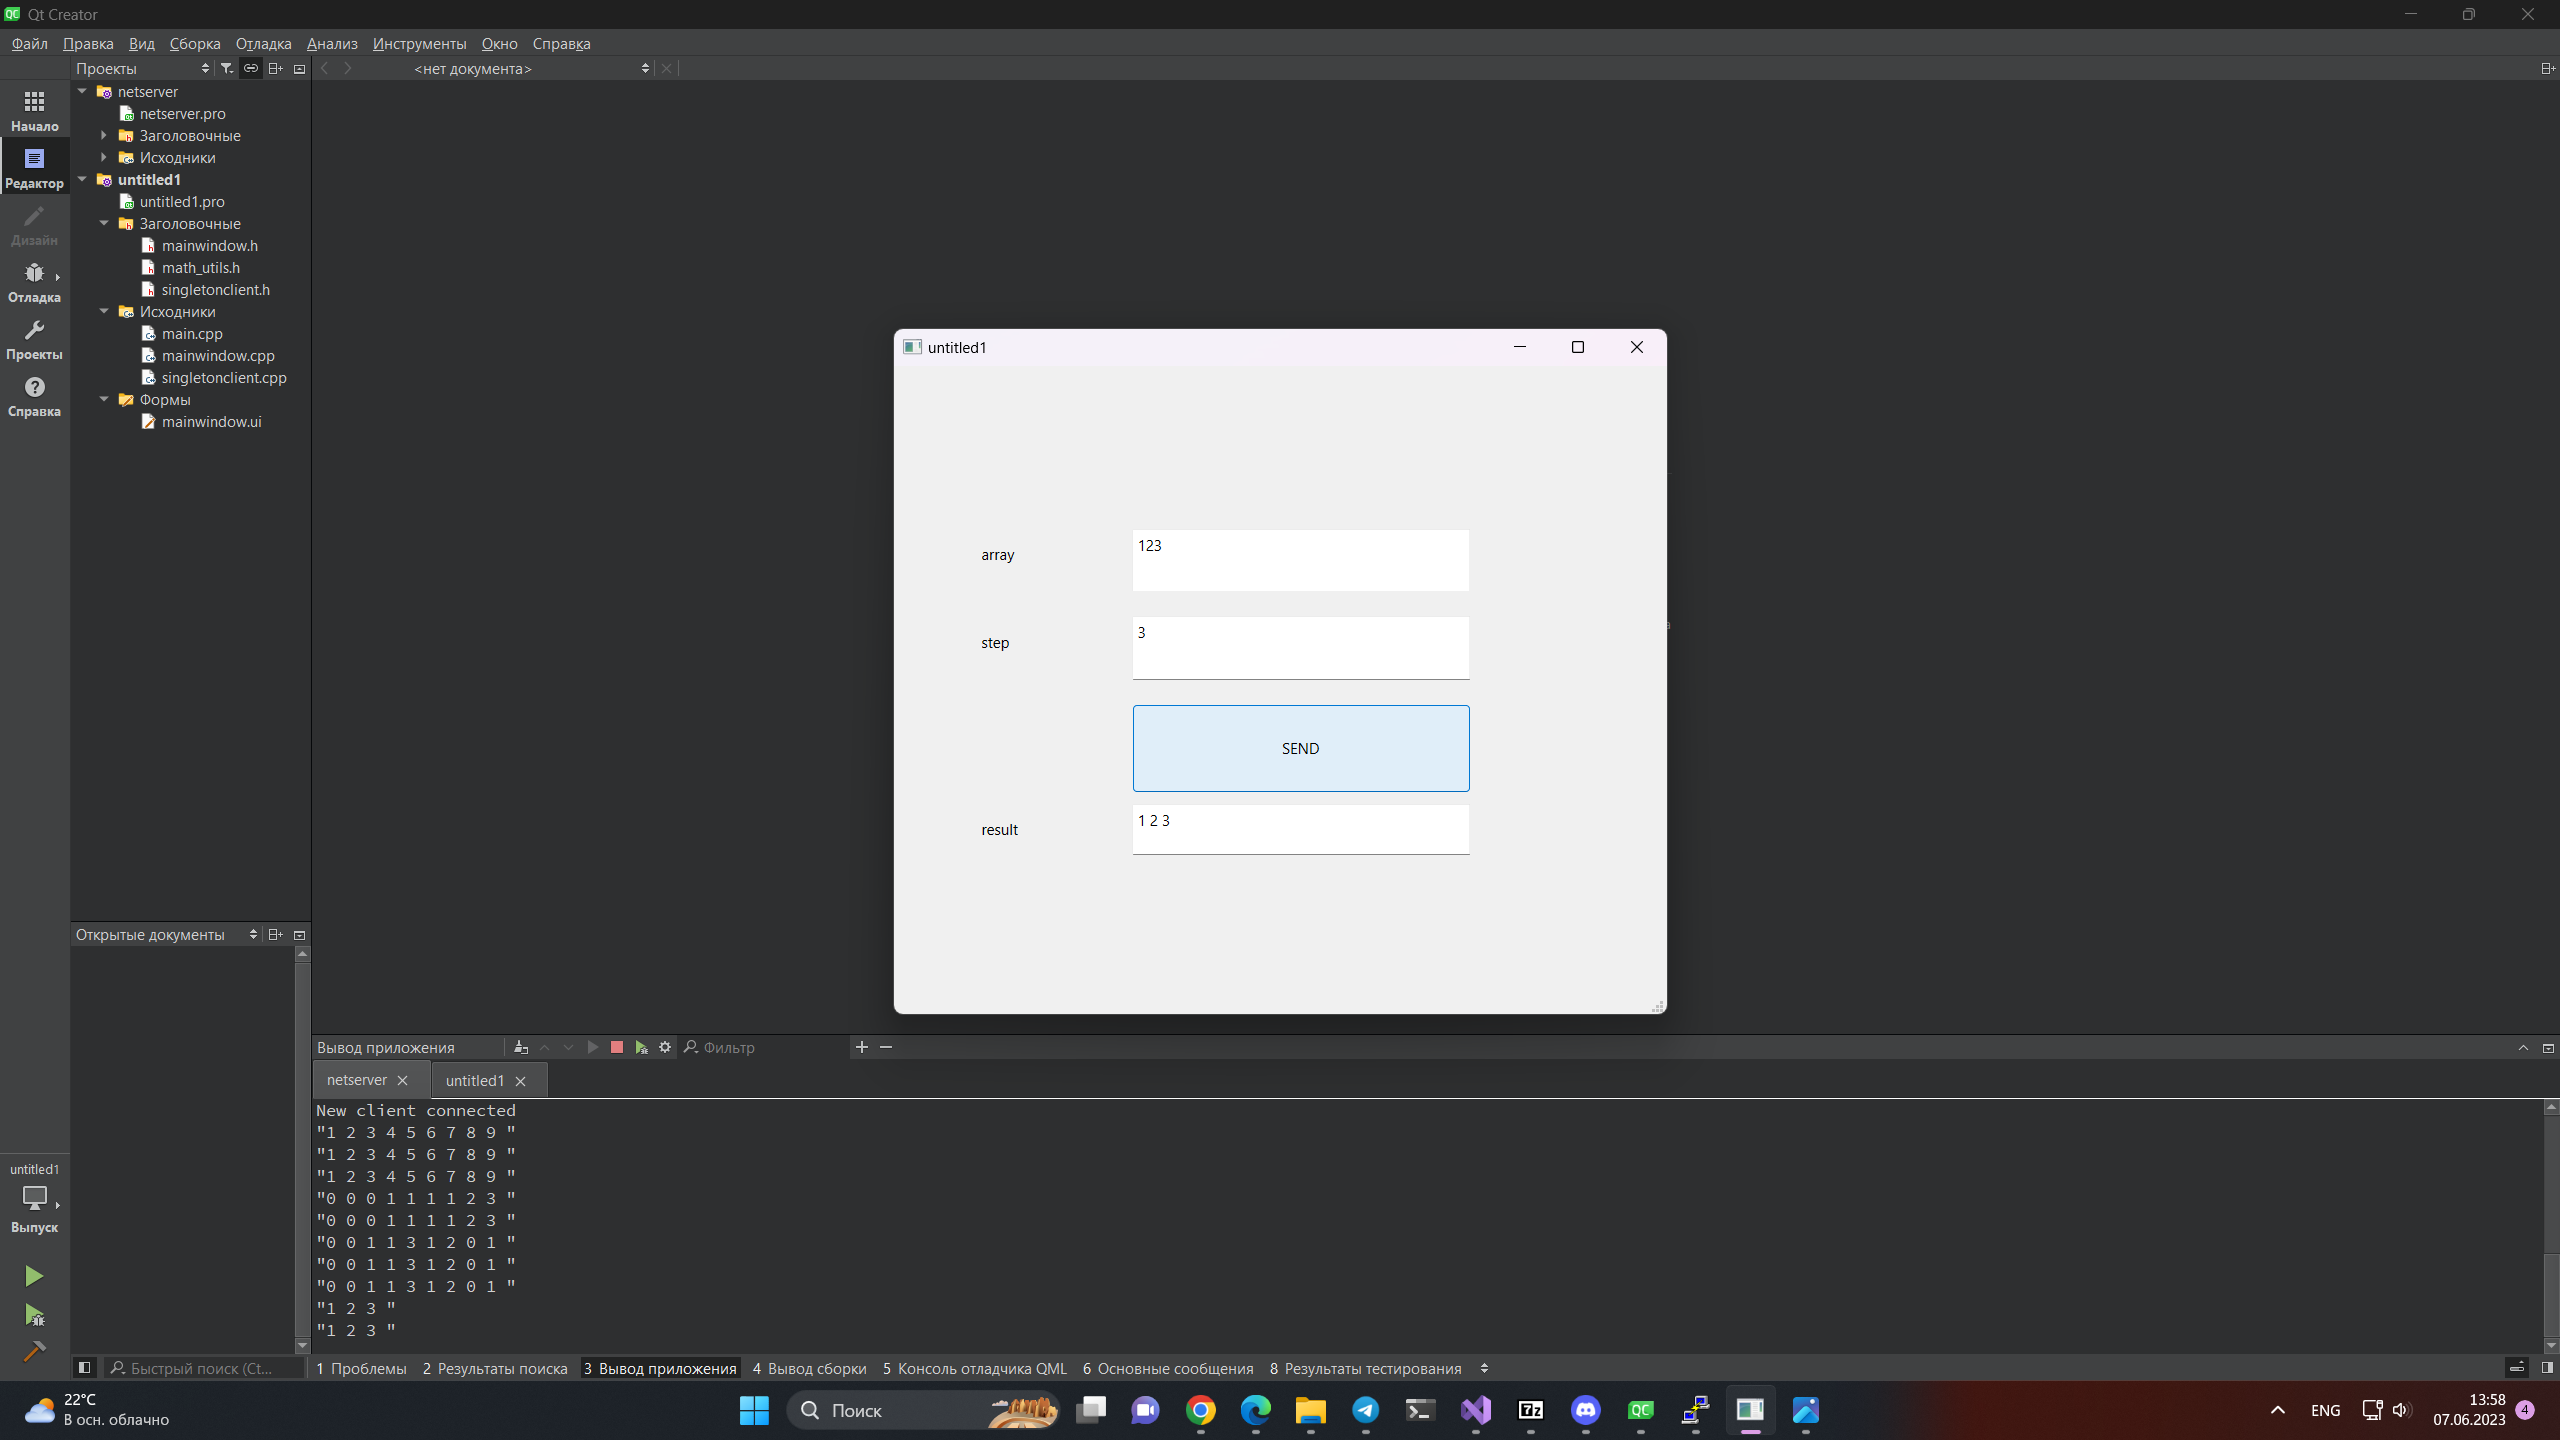 Qt Creator
Файл Правка Вид Сборка Отладка Анализ Инструменты Окно Справка
Проекты
<нет документа>
netserver
netserver.pro
Заголовочные
Исходники
untitled1
untitled1.pro
Заголовочные
mainwindow.h
math_utils.h
singletonclient.h
Исходники
main.cpp
mainwindow.cpp
singletonclient.cpp
Формы
mainwindow.ui
Начало
Редактор
Дизайн
Отладка
Проекты
Справка
untitled1
array
123
step
3
SEND
result
1 2 3
Открытые документы
Вывод приложения
Фильтр
netserver
untitled1
New client connected
"1 2 3 4 5 6 7 8 9 "
"1 2 3 4 5 6 7 8 9 "
"1 2 3 4 5 6 7 8 9 "
"0 0 0 1 1 1 1 2 3 "
"0 0 0 1 1 1 1 2 3 "
"0 0 1 1 3 1 2 0 1 "
"0 0 1 1 3 1 2 0 1 "
"0 0 1 1 3 1 2 0 1 "
"1 2 3 "
"1 2 3 "
untitled1
Выпуск
Быстрый поиск (Ct...
1 Проблемы 2 Результаты поиска 3 Вывод приложения 4 Вывод сборки 5 Консоль отладчика QML 6 Основные сообщения 8 Результаты тестирования
22°C
В осн. облачно
Поиск
ENG
13:58
07.06.2023
4